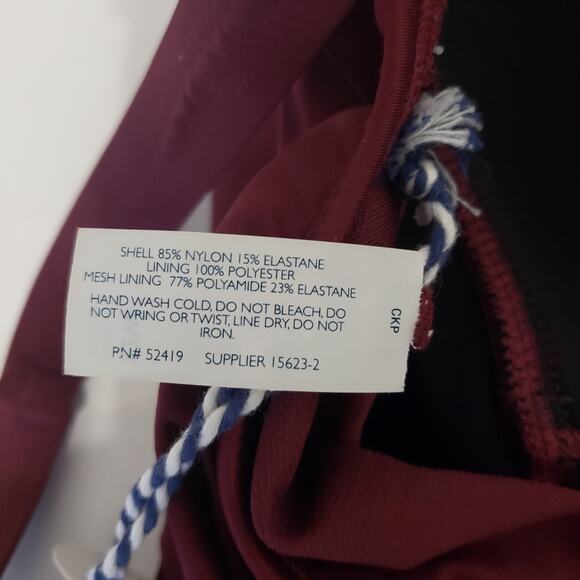 SHELL 85% NYLON 15% ELASTANE
LINING 100% POLYESTER
MESH LINING 77% POLYAMIDE 23% ELASTANE
HAND WASH COLD, DO NOT BLEACH, DO
NOT WRING OR TWIST, LINE DRY, DO NOT
IRON.
P.N# 52419 SUPPLIER 15623-2
CKP